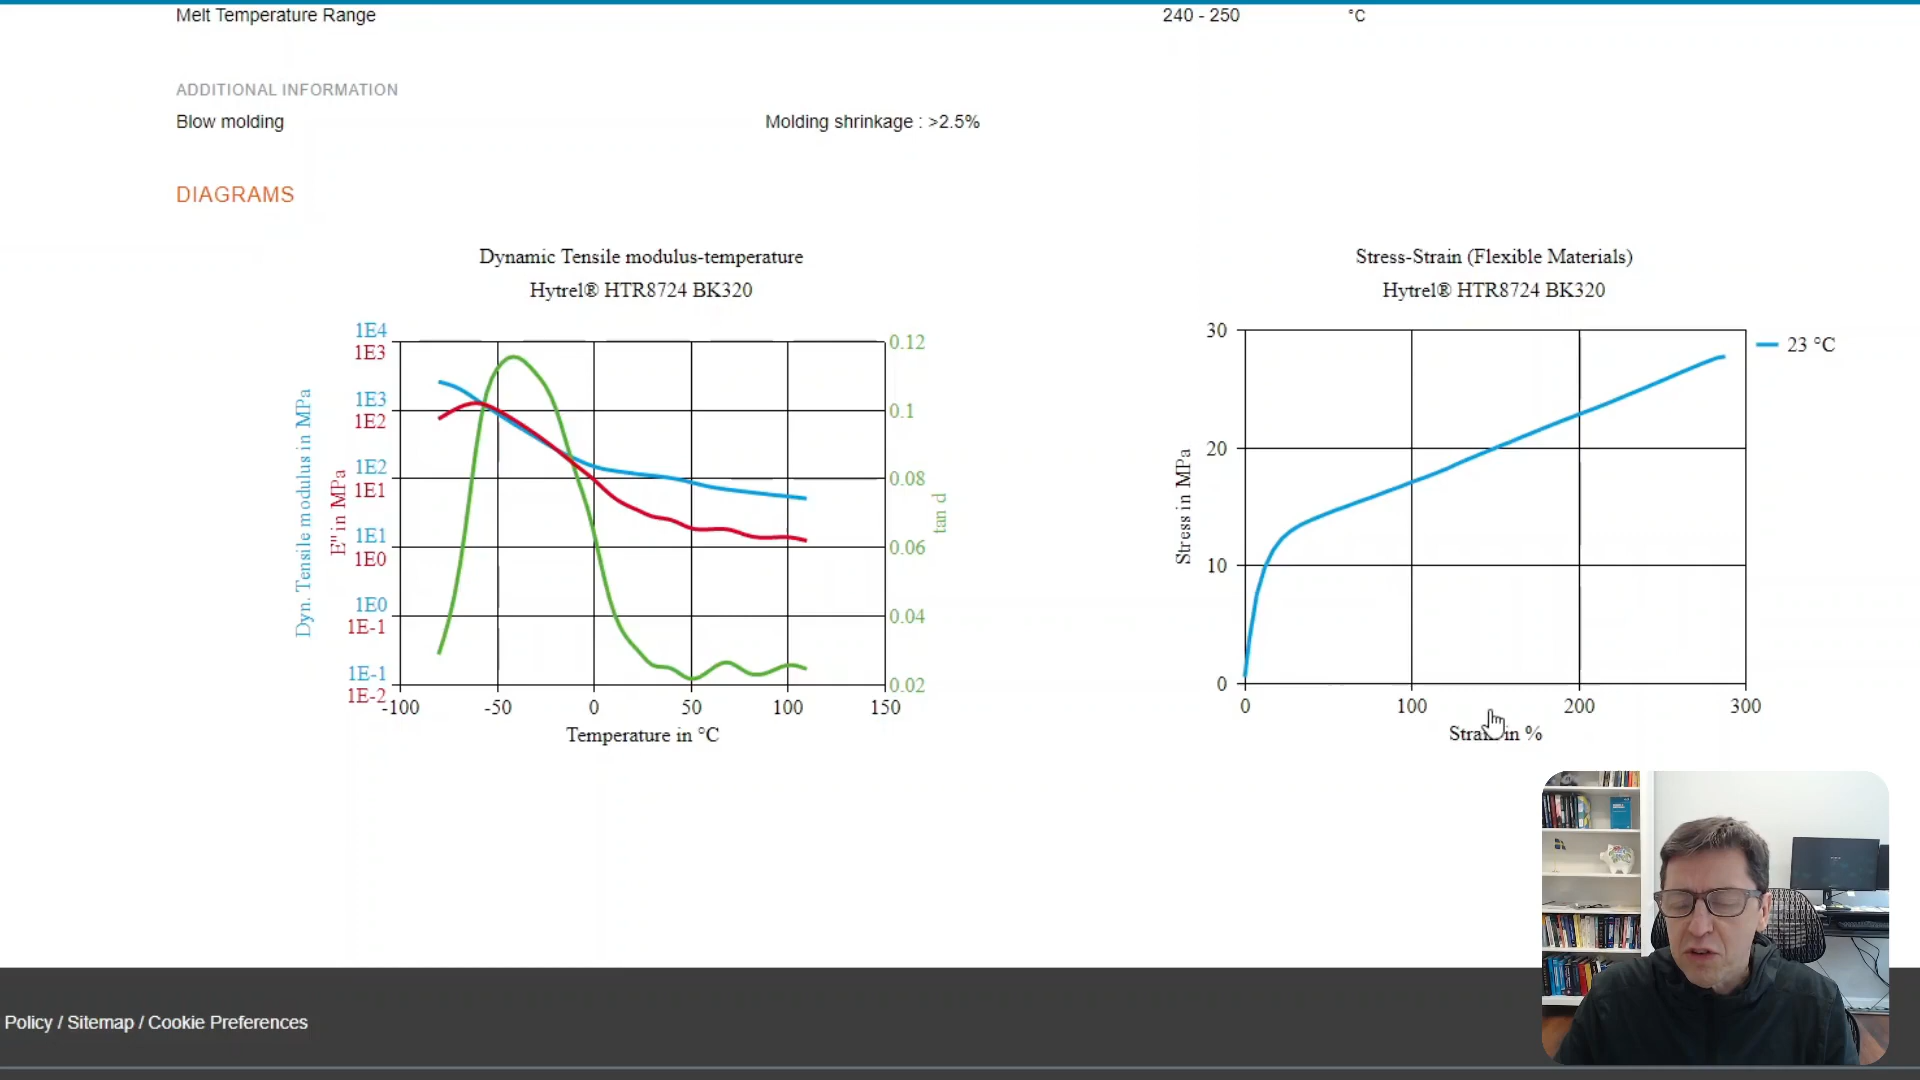 Melt Temperature Range 240 - 250 °C
ADDITIONAL INFORMATION
Blow molding Molding shrinkage : >2.5%
DIAGRAMS
Dynamic Tensile modulus-temperature
Hytrel® HTR8724 BK320
1E4
1E3
1E3
1E2
1E2
1E1
1E1
1E0
1E0
1E-1
1E-1
1E-2
Dyn. Tensile modulus in MPa
E" in MPa
0.12
0.1
0.08
0.06
0.04
0.02
tan d
-100 -50 0 50 100 150
Temperature in °C
Stress-Strain (Flexible Materials)
Hytrel® HTR8724 BK320
30
20
10
0
Stress in MPa
23 °C
0 100 200 300
in %
Policy / Sitemap / Cookie Preferences